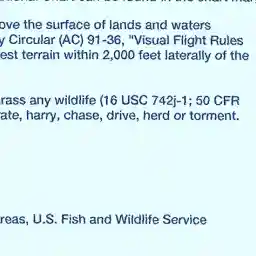 ove the surface of lands and waters
y Circular (AC) 91-36, "Visual Flight Rules
est terrain within 2,000 feet laterally of the
rass any wildlife (16 USC 742j-1; 50 CFR
ate, harry, chase, drive, herd or torment.
reas, U.S. Fish and Wildlife Service